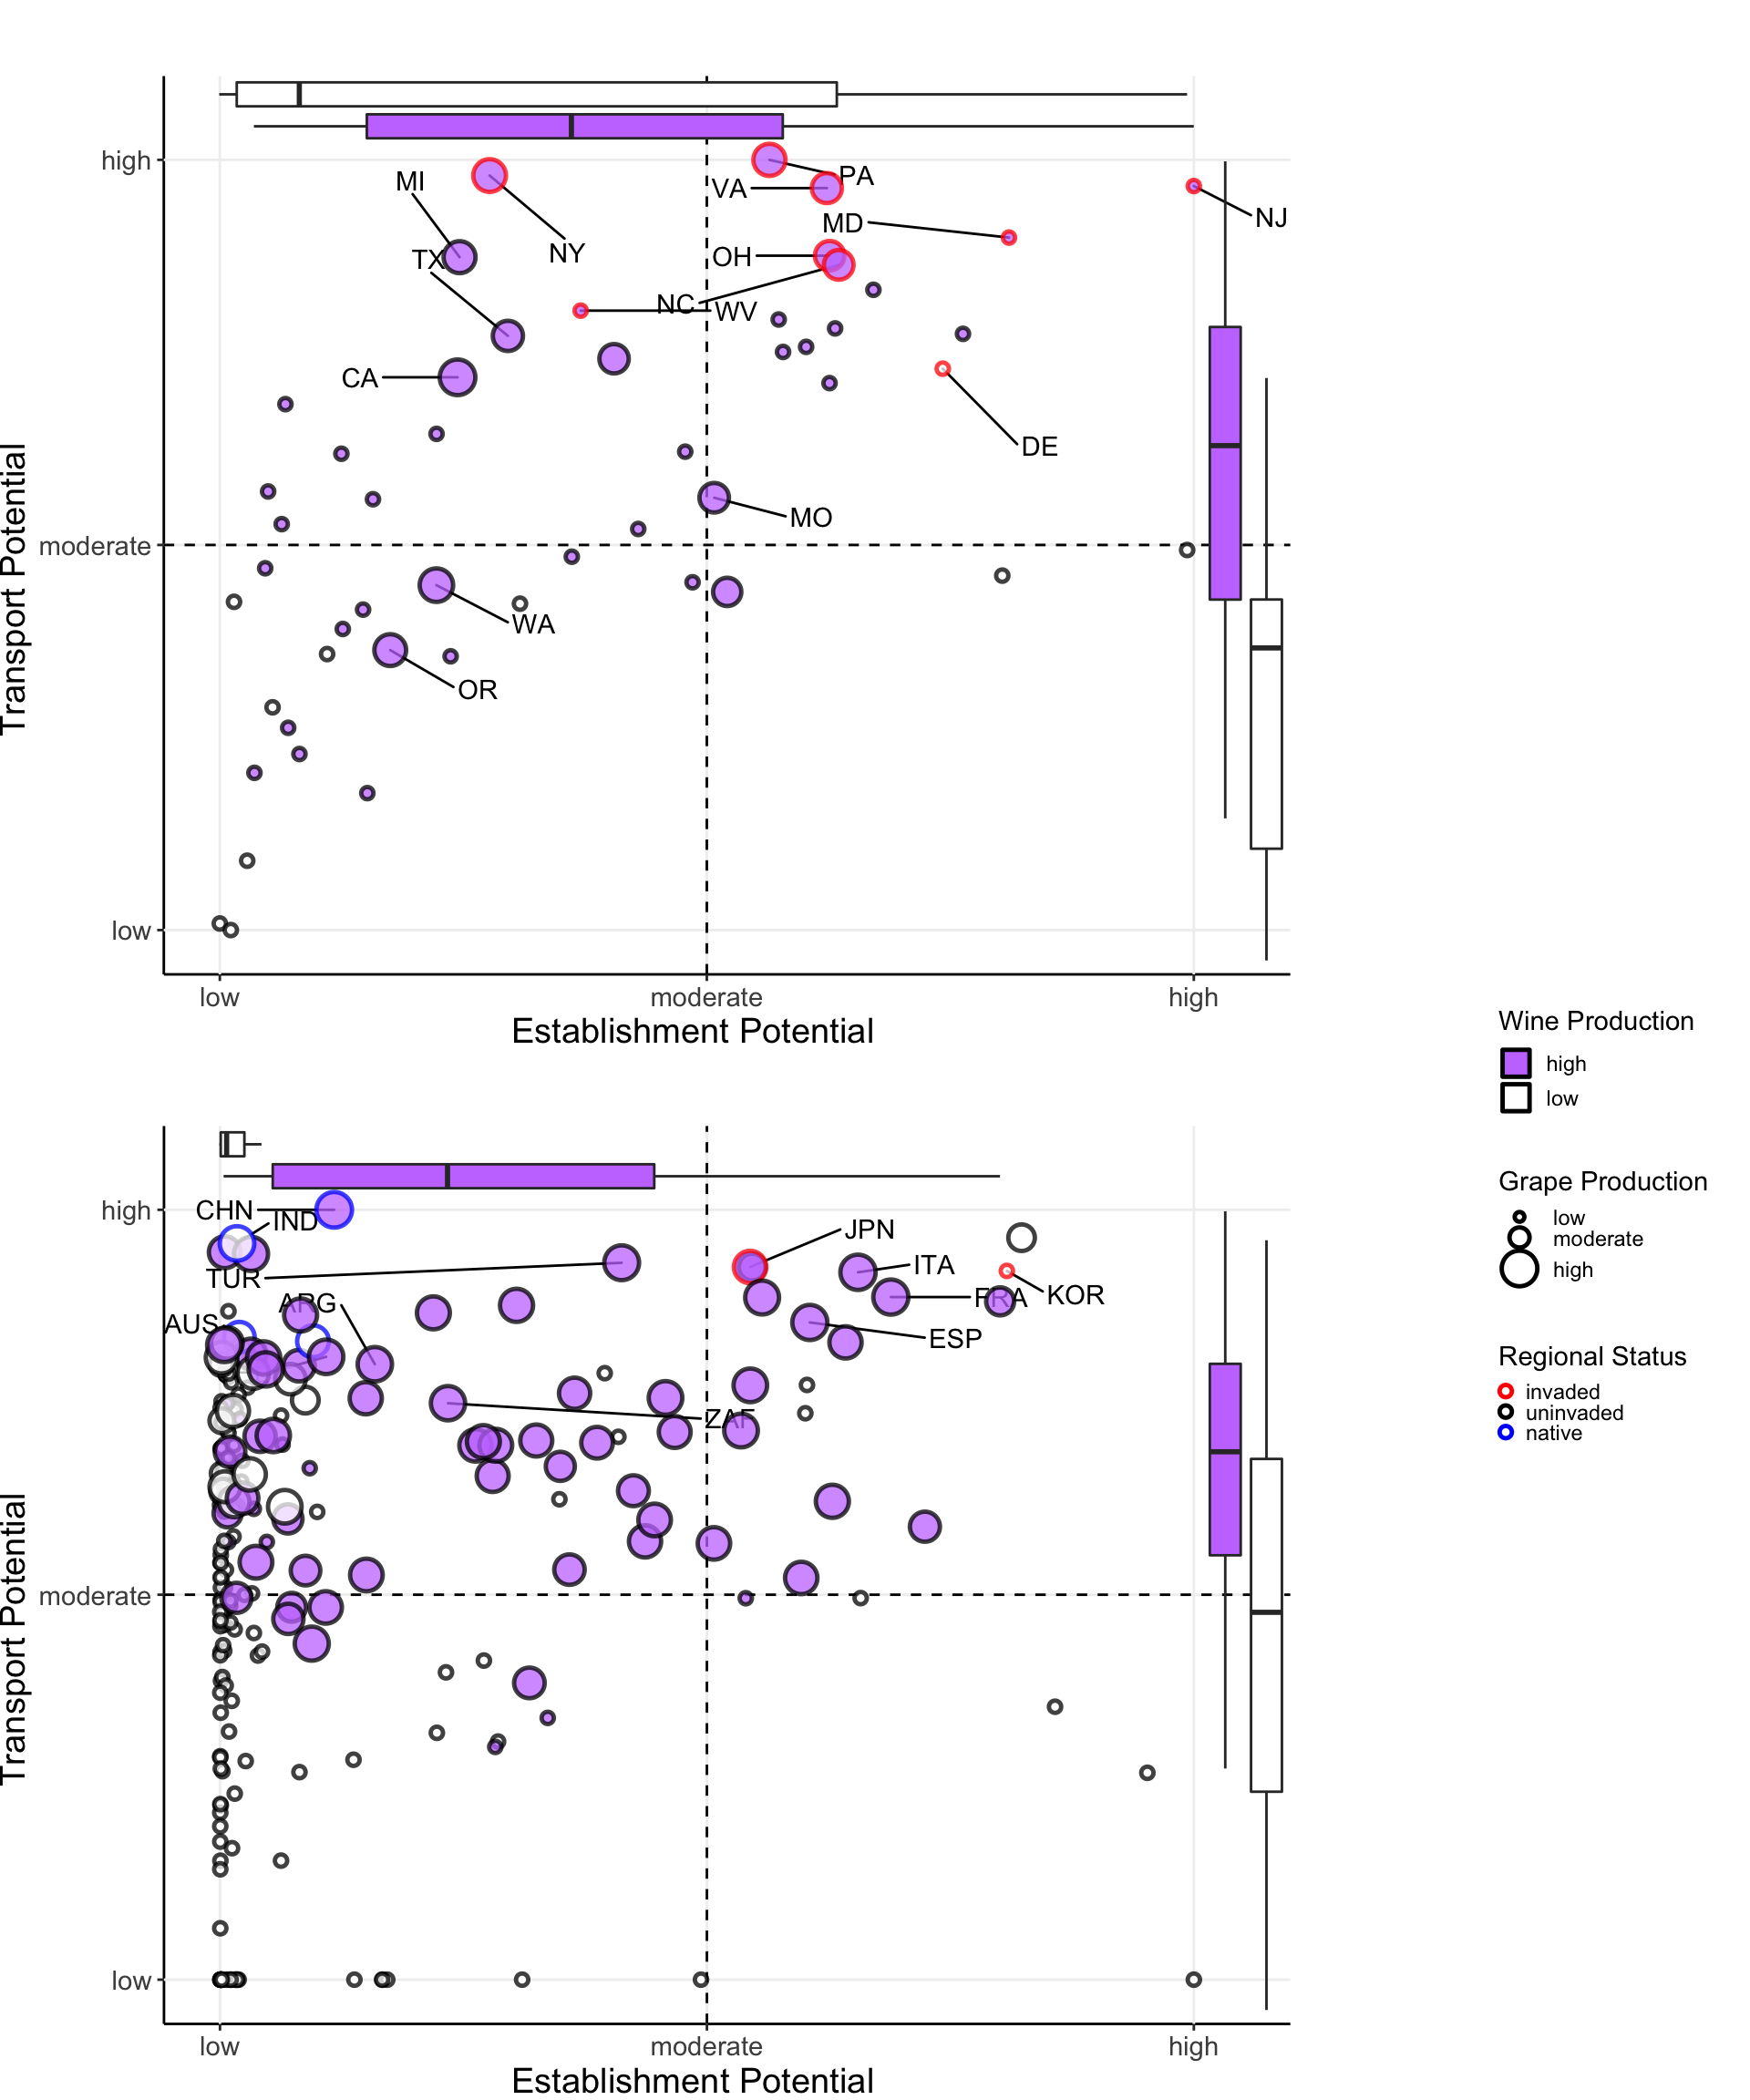 high
moderate
low
Transport Potential
MI
TX
NY
PA
VA
MD
NJ
OH
NC
WV
CA
DE
MO
WA
OR
low
moderate
high
Establishment Potential
Wine Production
high
low
Grape Production
low
moderate
high
Regional Status
invaded
uninvaded
native
high
moderate
low
Transport Potential
CHN
IND
JPN
TUR
ITA
ARG
FRA
KOR
AUS
ESP
ZAF
low
moderate
high
Establishment Potential